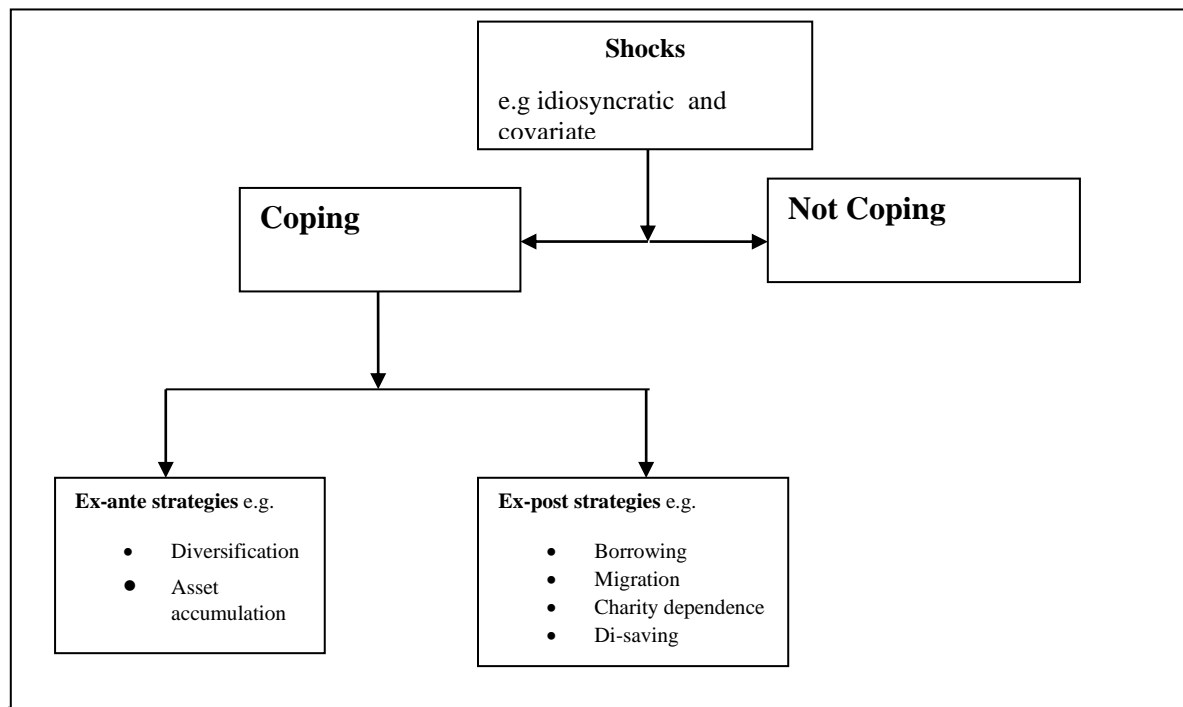 Shocks
e.g idiosyncratic and
covariate
Coping
Not Coping
Ex-ante strategies e.g.
• Diversification
• Asset
accumulation
Ex-post strategies e.g.
• Borrowing
• Migration
• Charity dependence
• Di-saving